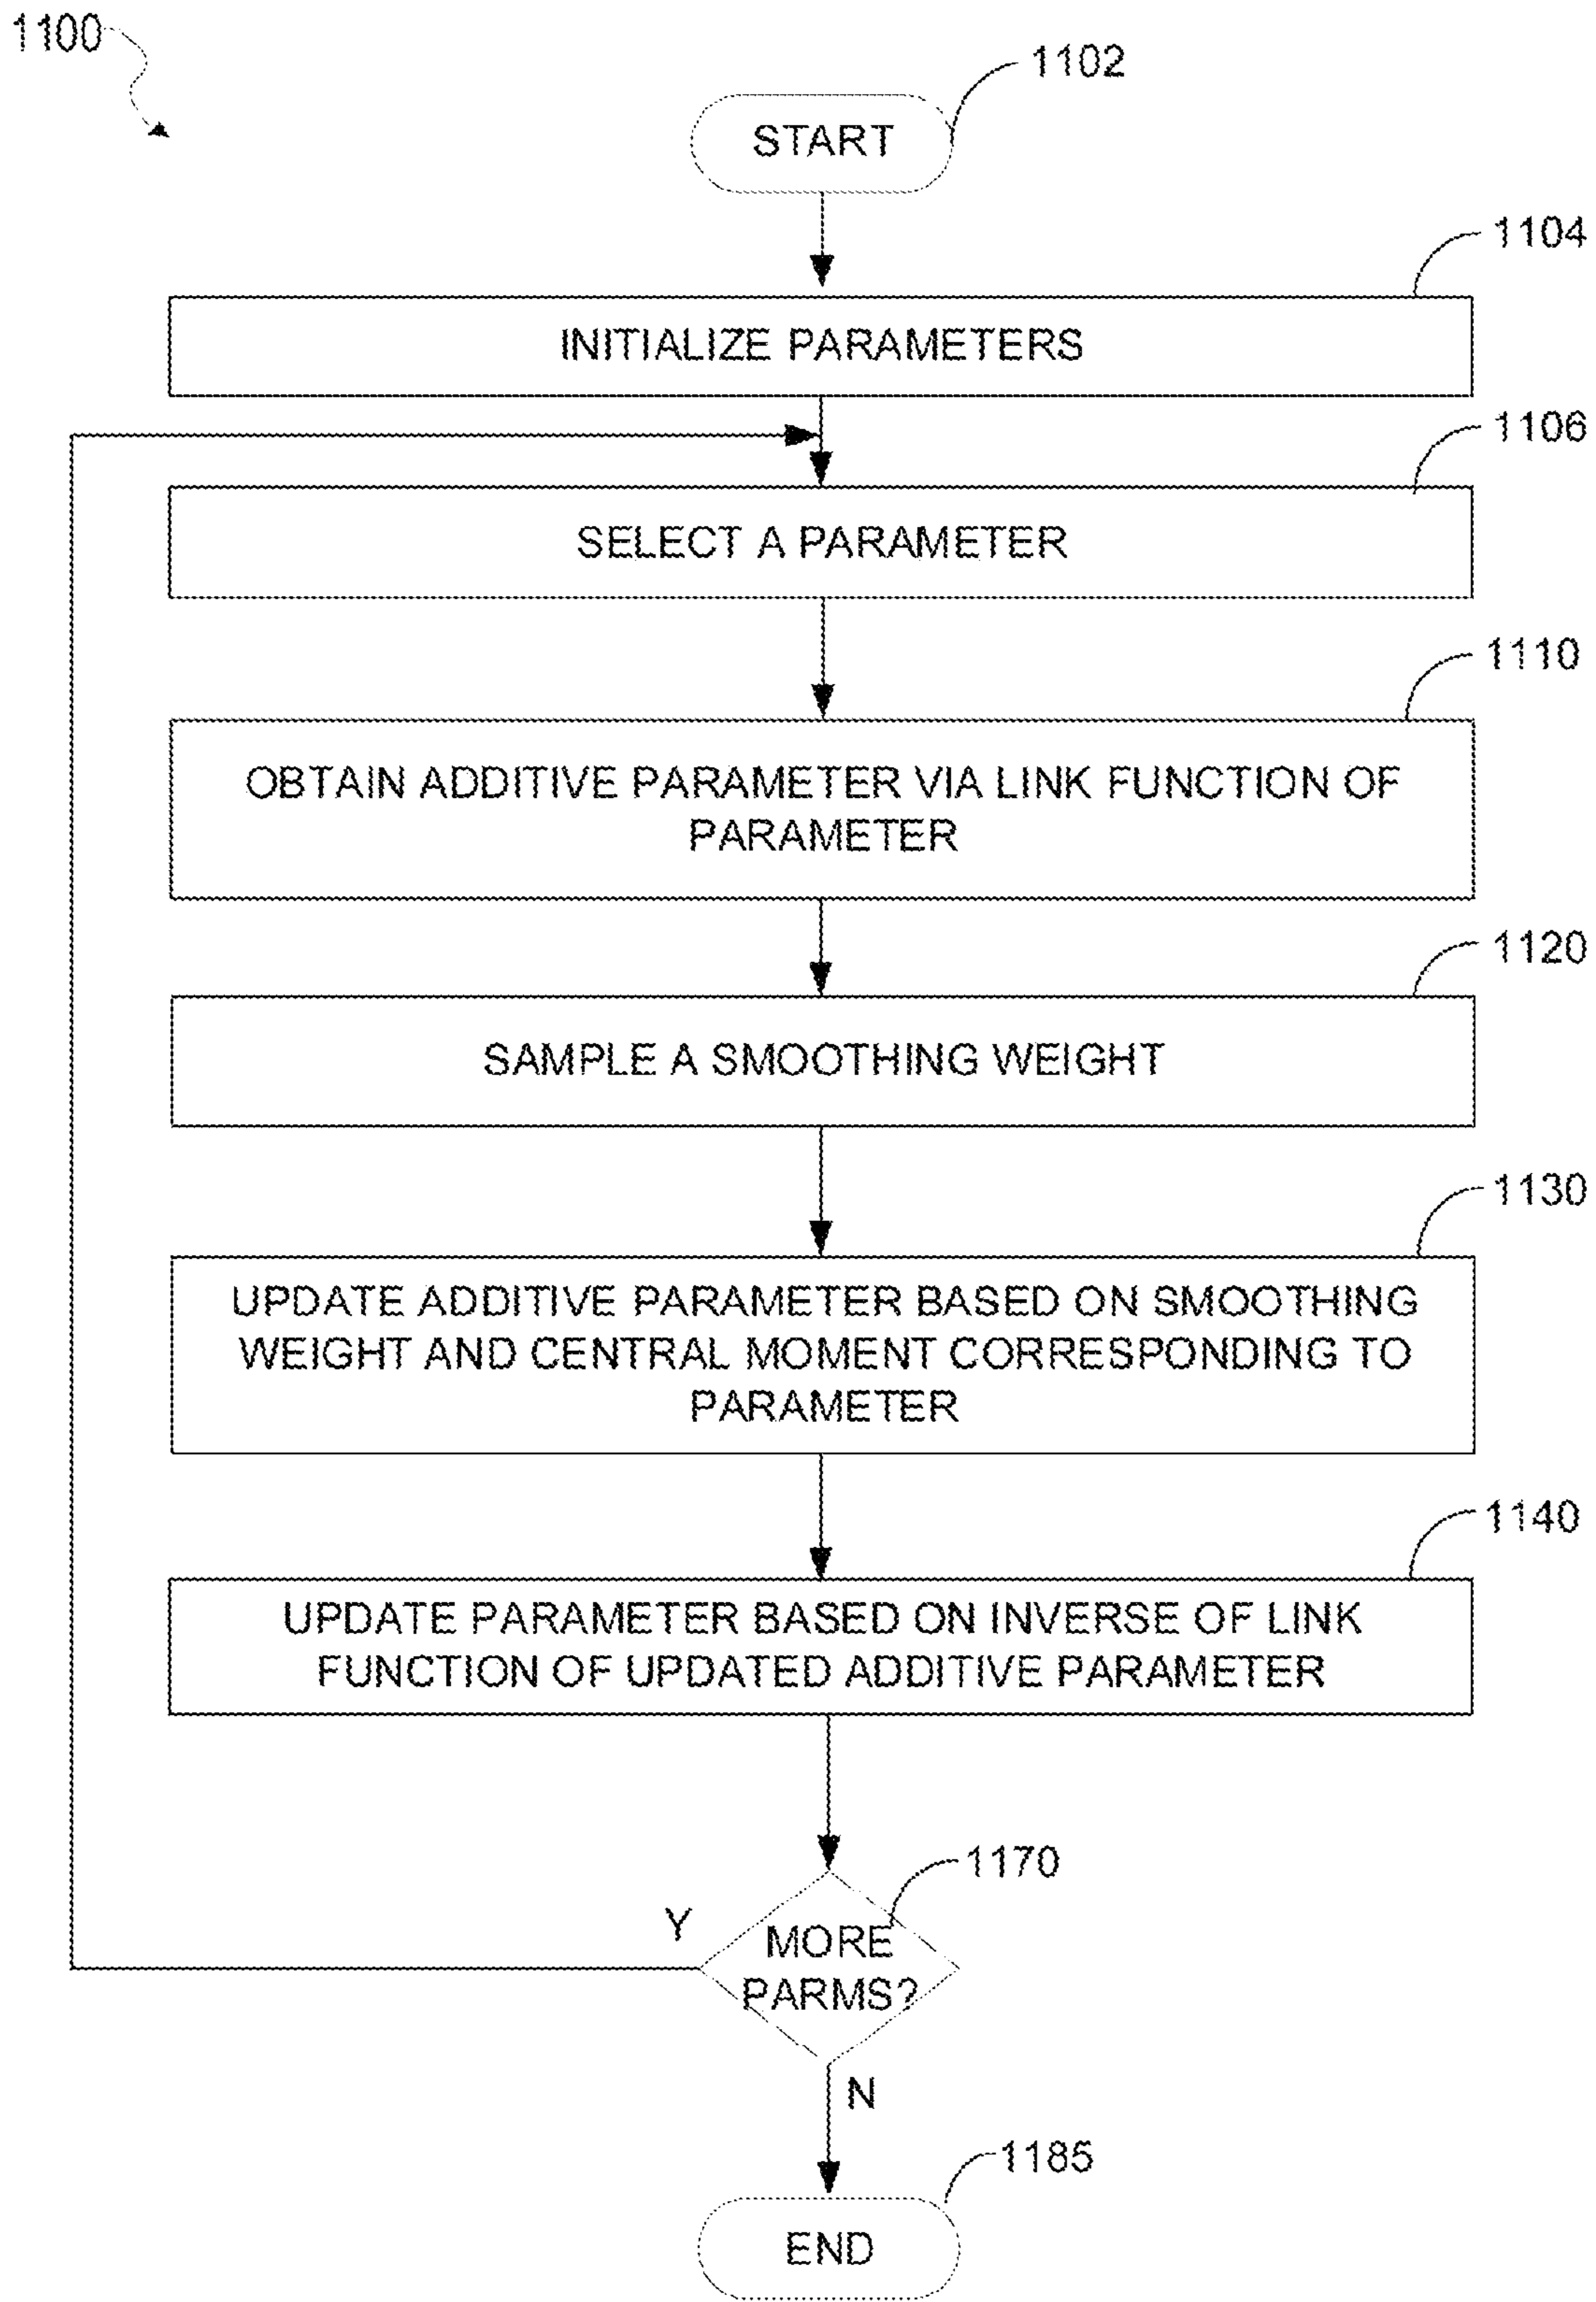 1100
1102
START
1104
INITIALIZE PARAMETERS
1106
SELECT A PARAMETER
1110
OBTAIN ADDITIVE PARAMETER VIA LINK FUNCTION OF
PARAMETER
1120
SAMPLE A SMOOTHING WEIGHT
1130
UPDATE ADDITIVE PARAMETER BASED ON SMOOTHING
WEIGHT AND CENTRAL MOMENT CORRESPONDING TO
PARAMETER
1140
UPDATE PARAMETER BASED ON INVERSE OF LINK
FUNCTION OF UPDATED ADDITIVE PARAMETER
1170
Y
MORE
PARMS?
N
1185
END